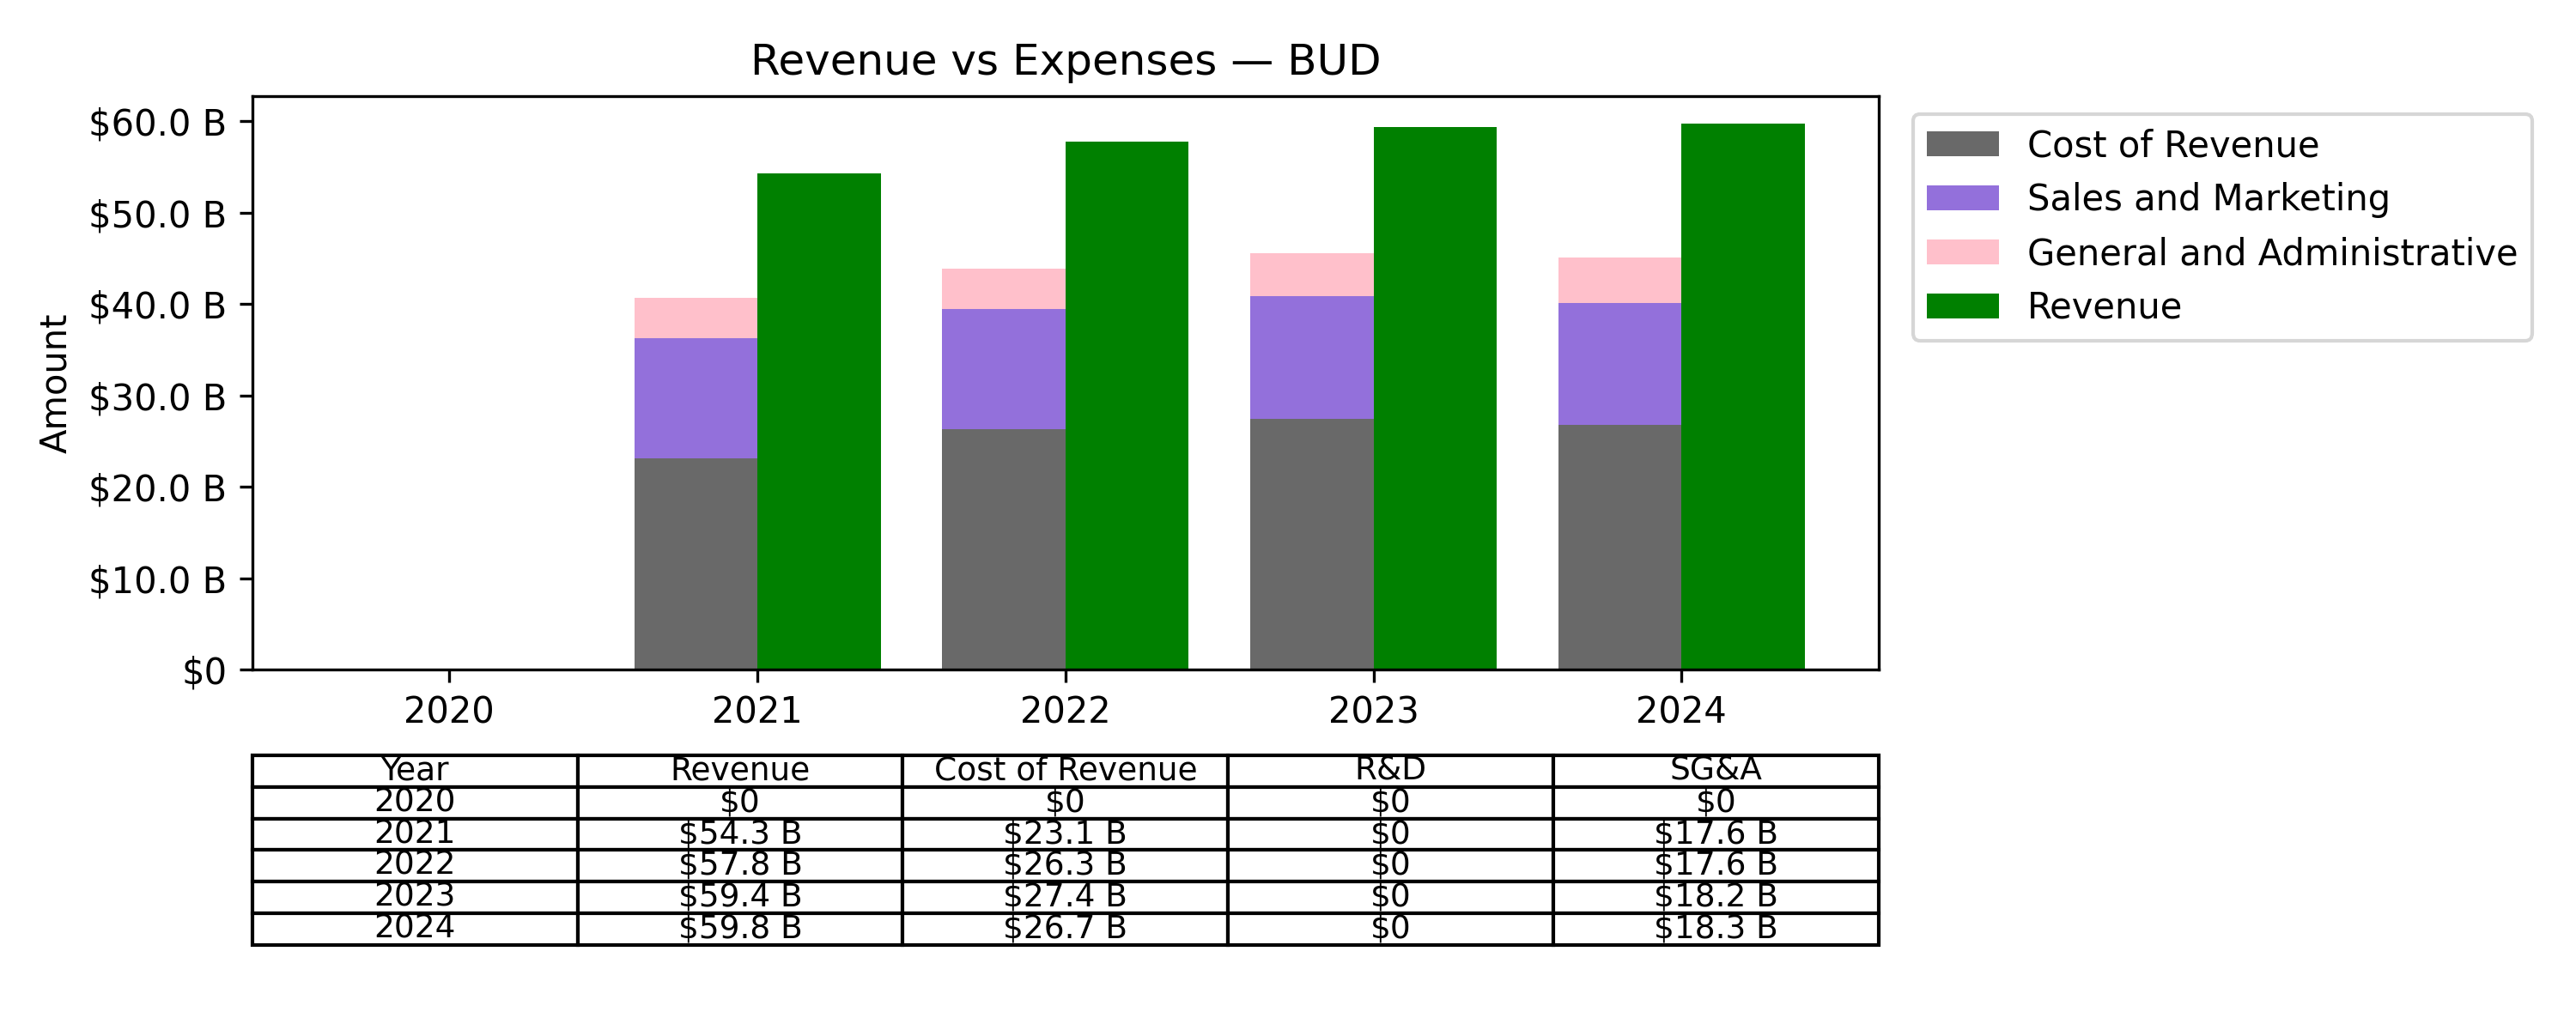 Revenue vs Expenses — BUD
$60.0 B
$50.0 B
$40.0 B
$30.0 B
$20.0 B
$10.0 B
$0
Amount
2020 2021 2022 2023 2024
Cost of Revenue
Sales and Marketing
General and Administrative
Revenue
Year Revenue Cost of Revenue R&D SG&A
2020 $0 $0 $0 $0
2021 $54.3 B $23.1 B $0 $17.6 B
2022 $57.8 B $26.3 B $0 $17.6 B
2023 $59.4 B $27.4 B $0 $18.2 B
2024 $59.8 B $26.7 B $0 $18.3 B